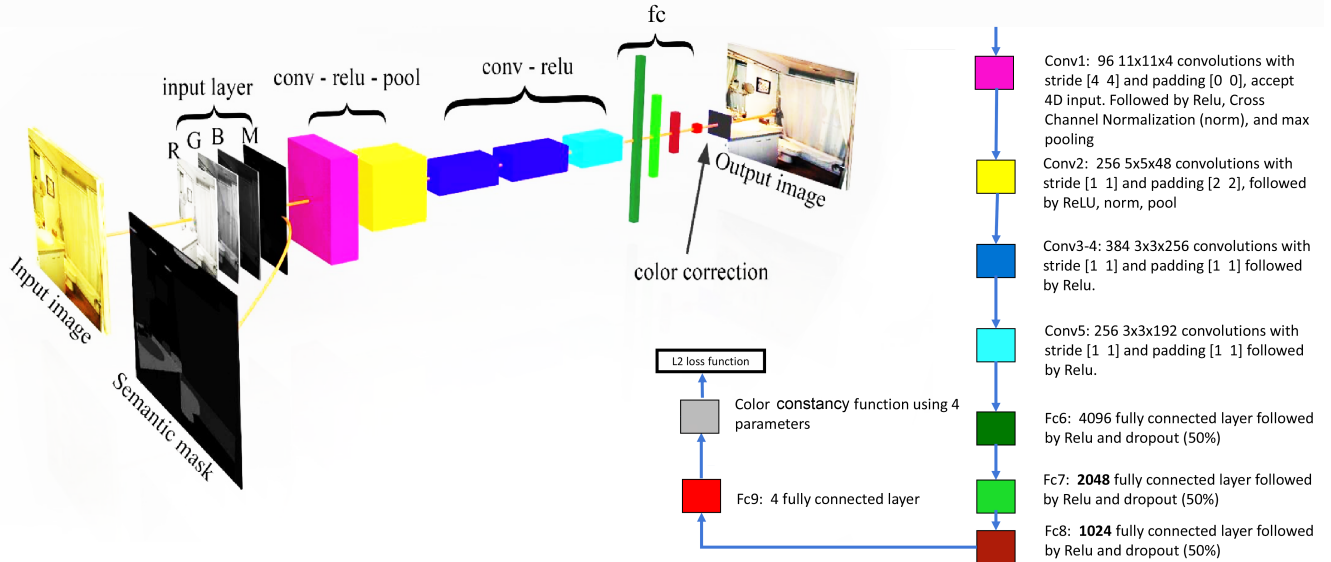 fc
conv - relu
conv - relu - pool
input layer
R G B M
Input image
Semantic mask
Output image
color correction
L2 loss function
Color constancy function using 4
parameters
Fc9: 4 fully connected layer
Conv1: 96 11x11x4 convolutions with
stride [4 4] and padding [0 0], accept
4D input. Followed by Relu, Cross
Channel Normalization (norm), and max
pooling
Conv2: 256 5x5x48 convolutions with
stride [1 1] and padding [2 2], followed
by ReLU, norm, pool
Conv3-4: 384 3x3x256 convolutions with
stride [1 1] and padding [1 1] followed
by Relu.
Conv5: 256 3x3x192 convolutions with
stride [1 1] and padding [1 1] followed
by Relu.
Fc6: 4096 fully connected layer followed
by Relu and dropout (50%)
Fc7: 2048 fully connected layer followed
by Relu and dropout (50%)
Fc8: 1024 fully connected layer followed
by Relu and dropout (50%)